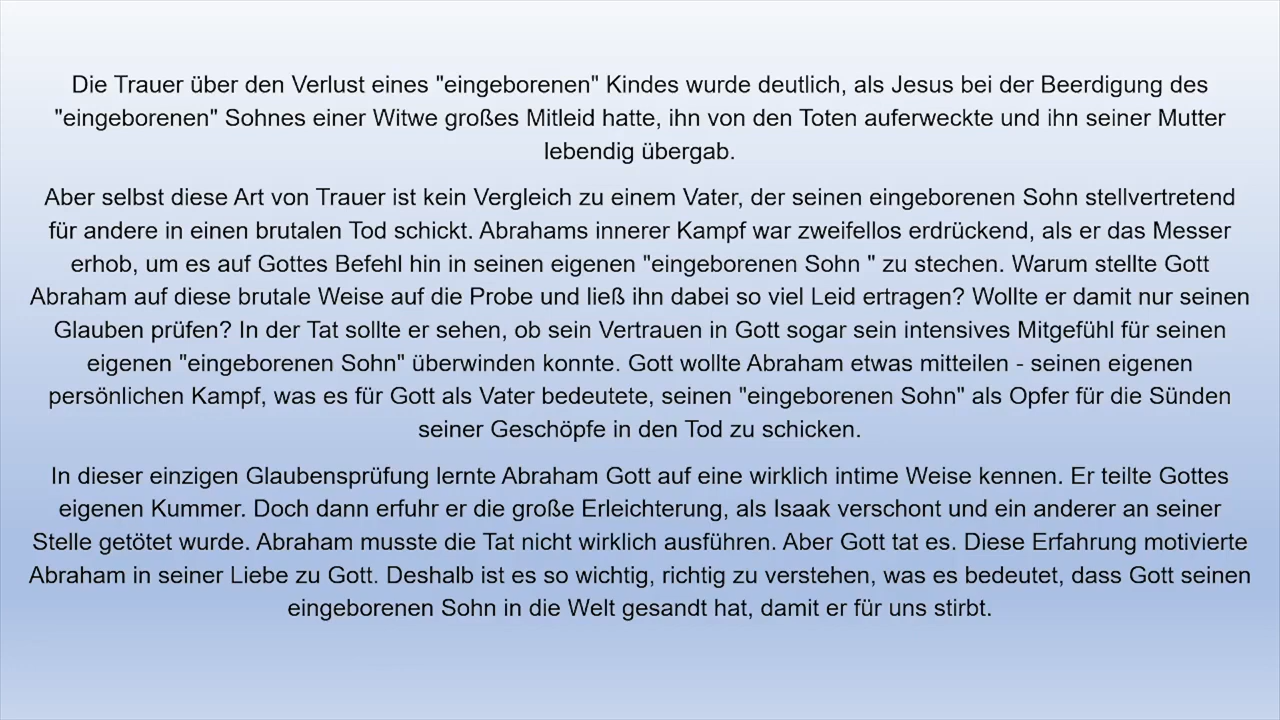 Die Trauer über den Verlust eines "eingeborenen" Kindes wurde deutlich, als Jesus bei der Beerdigung des
"eingeborenen" Sohnes einer Witwe großes Mitleid hatte, ihn von den Toten auferweckte und ihn seiner Mutter
lebendig übergab.
Aber selbst diese Art von Trauer ist kein Vergleich zu einem Vater, der seinen eingeborenen Sohn stellvertretend
für andere in einen brutalen Tod schickt. Abrahams innerer Kampf war zweifellos erdrückend, als er das Messer
erhob, um es auf Gottes Befehl hin in seinen eigenen "eingeborenen Sohn " zu stechen. Warum stellte Gott
Abraham auf diese brutale Weise auf die Probe und ließ ihn dabei so viel Leid ertragen? Wollte er damit nur seinen
Glauben prüfen? In der Tat sollte er sehen, ob sein Vertrauen in Gott sogar sein intensives Mitgefühl für seinen
eigenen "eingeborenen Sohn" überwinden konnte. Gott wollte Abraham etwas mitteilen - seinen eigenen
persönlichen Kampf, was es für Gott als Vater bedeutete, seinen "eingeborenen Sohn" als Opfer für die Sünden
seiner Geschöpfe in den Tod zu schicken.
In dieser einzigen Glaubensprüfung lernte Abraham Gott auf eine wirklich intime Weise kennen. Er teilte Gottes
eigenen Kummer. Doch dann erfuhr er die große Erleichterung, als Isaak verschont und ein anderer an seiner
Stelle getötet wurde. Abraham musste die Tat nicht wirklich ausführen. Aber Gott tat es. Diese Erfahrung motivierte
Abraham in seiner Liebe zu Gott. Deshalb ist es so wichtig, richtig zu verstehen, was es bedeutet, dass Gott seinen
eingeborenen Sohn in die Welt gesandt hat, damit er für uns stirbt.